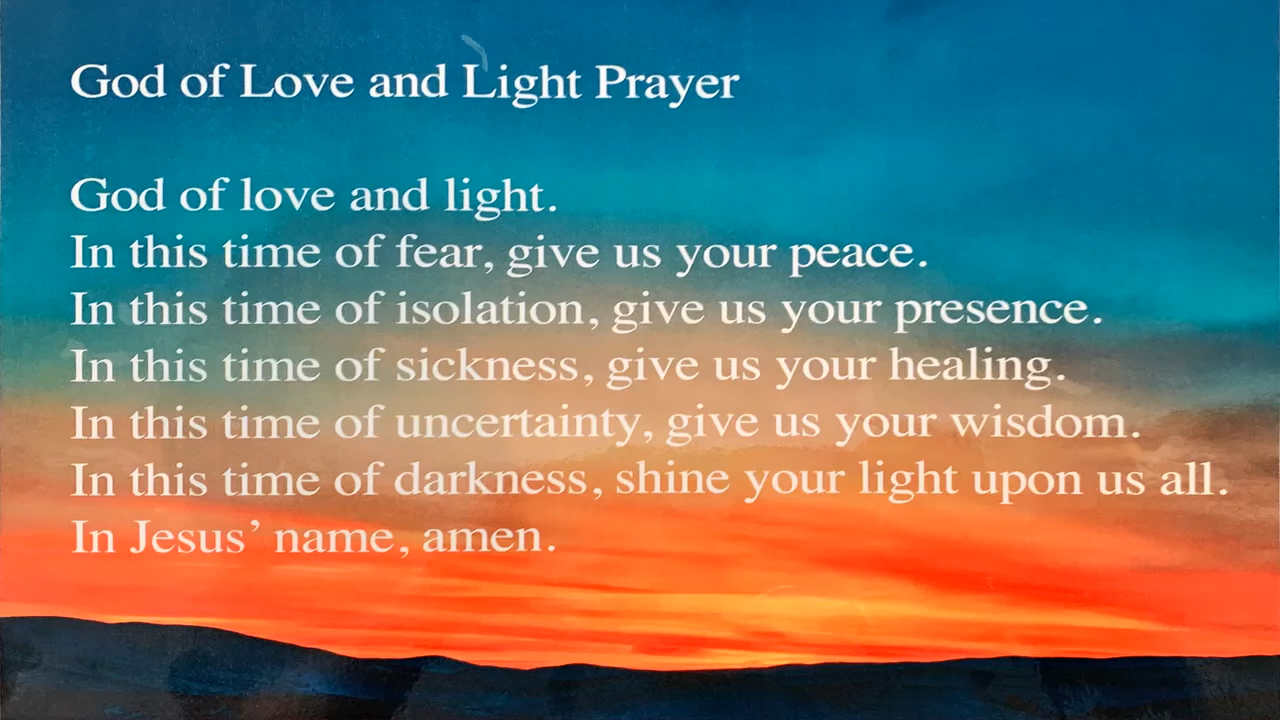 God of Love and Light Prayer
God of love and light.
In this time of fear, give us your peace.
In this time of isolation, give us your presence.
In this time of sickness, give us your healing.
In this time of uncertainty, give us your wisdom.
In this time of darkness, shine your light upon us all.
In Jesus’ name, amen.